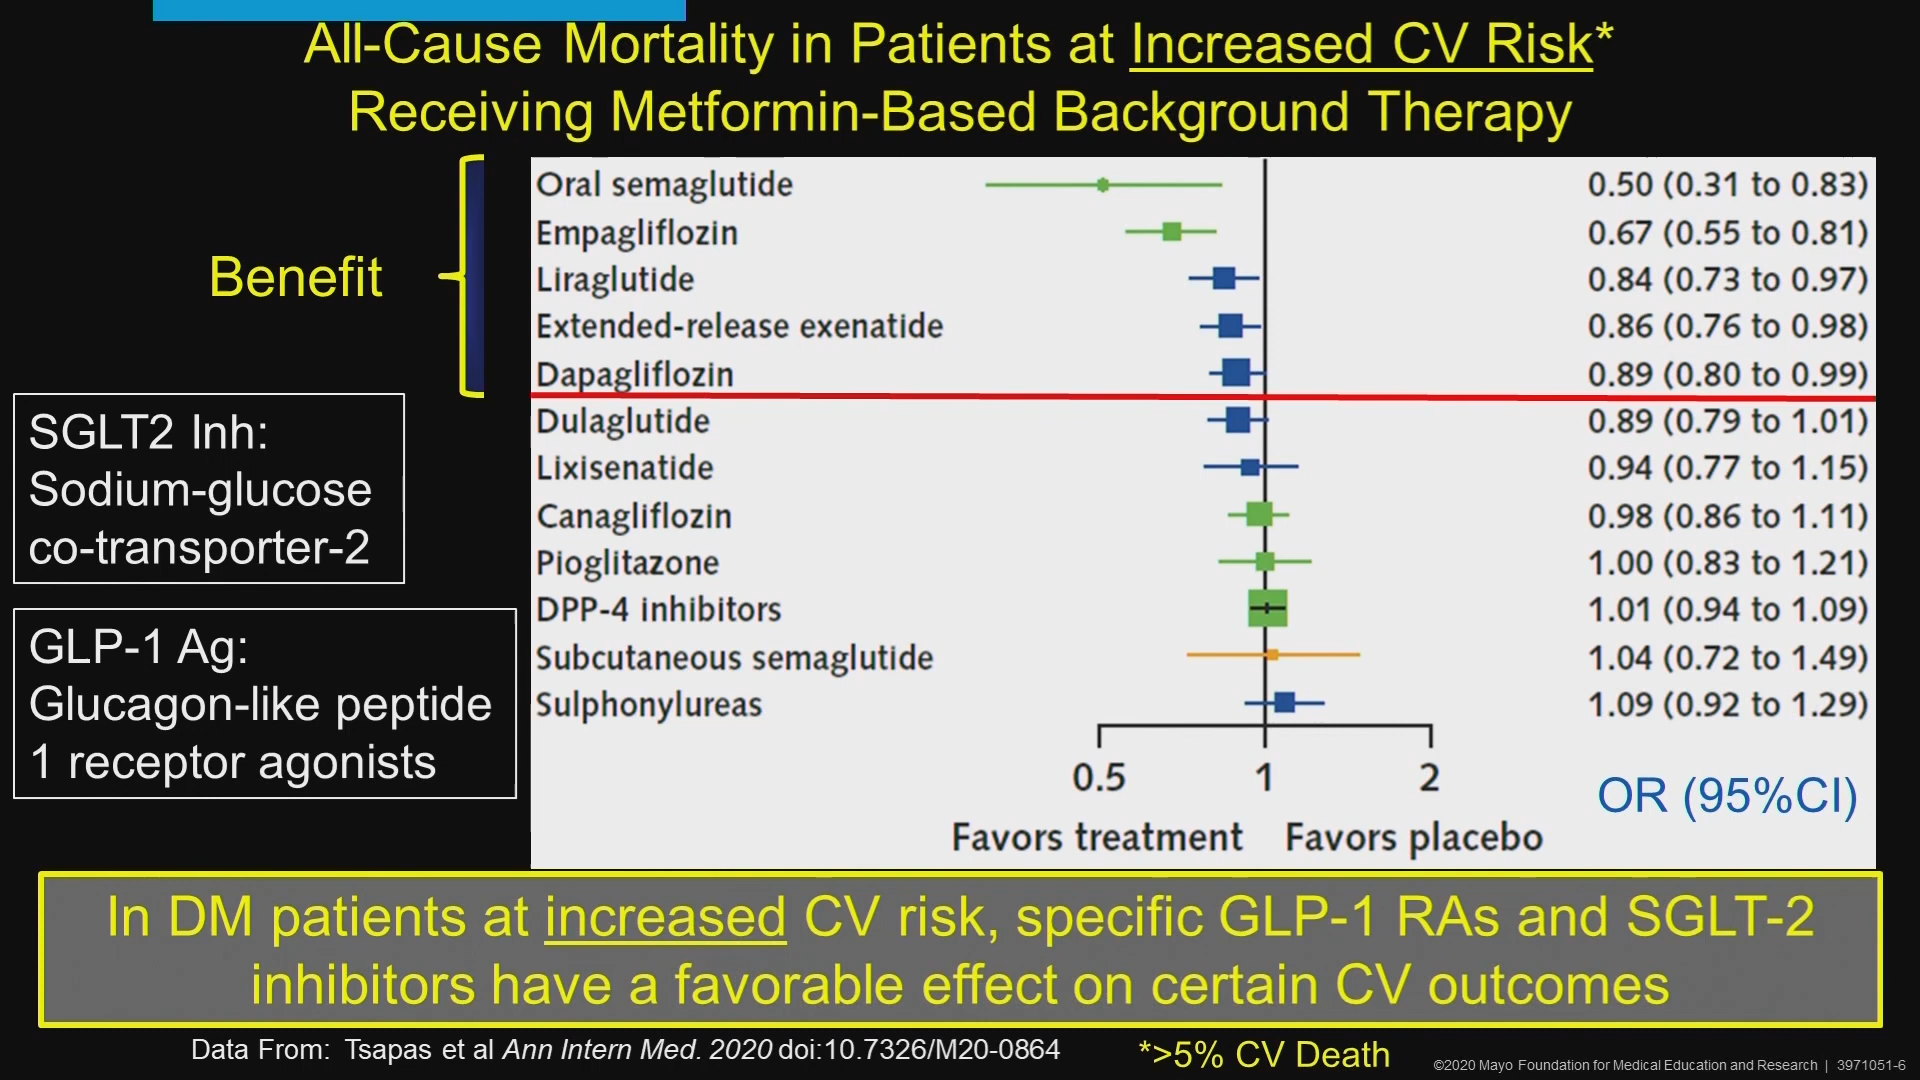 All-Cause Mortality in Patients at Increased CV Risk*
Receiving Metformin-Based Background Therapy
Benefit
Oral semaglutide 0.50 (0.31 to 0.83)
Empagliflozin 0.67 (0.55 to 0.81)
Liraglutide 0.84 (0.73 to 0.97)
Extended-release exenatide 0.86 (0.76 to 0.98)
Dapagliflozin 0.89 (0.80 to 0.99)
Dulaglutide 0.89 (0.79 to 1.01)
Lixisenatide 0.94 (0.77 to 1.15)
Canagliflozin 0.98 (0.86 to 1.11)
Pioglitazone 1.00 (0.83 to 1.21)
DPP-4 inhibitors 1.01 (0.94 to 1.09)
Subcutaneous semaglutide 1.04 (0.72 to 1.49)
Sulphonylureas 1.09 (0.92 to 1.29)
0.5 1 2
OR (95%CI)
Favors treatment Favors placebo
SGLT2 Inh:
Sodium-glucose
co-transporter-2
GLP-1 Ag:
Glucagon-like peptide
1 receptor agonists
In DM patients at increased CV risk, specific GLP-1 RAs and SGLT-2
inhibitors have a favorable effect on certain CV outcomes
Data From: Tsapas et al Ann Intern Med. 2020 doi:10.7326/M20-0864
*>5% CV Death
©2020 Mayo Foundation for Medical Education and Research | 3971051-6